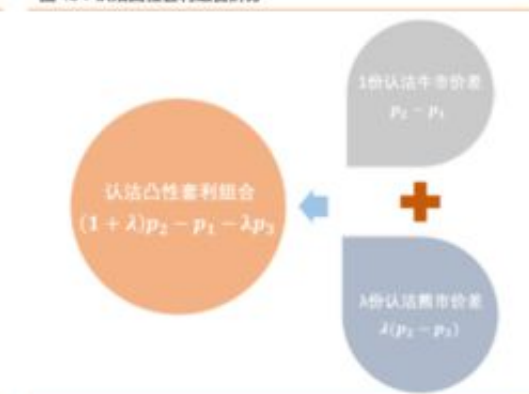 认沽凸性套利组合
(1 + λ)p₂ − p₁ − λp₃
1份认沽牛市价差
p₂ − p₁
λ份认沽熊市价差
λ(p₂ − p₃)